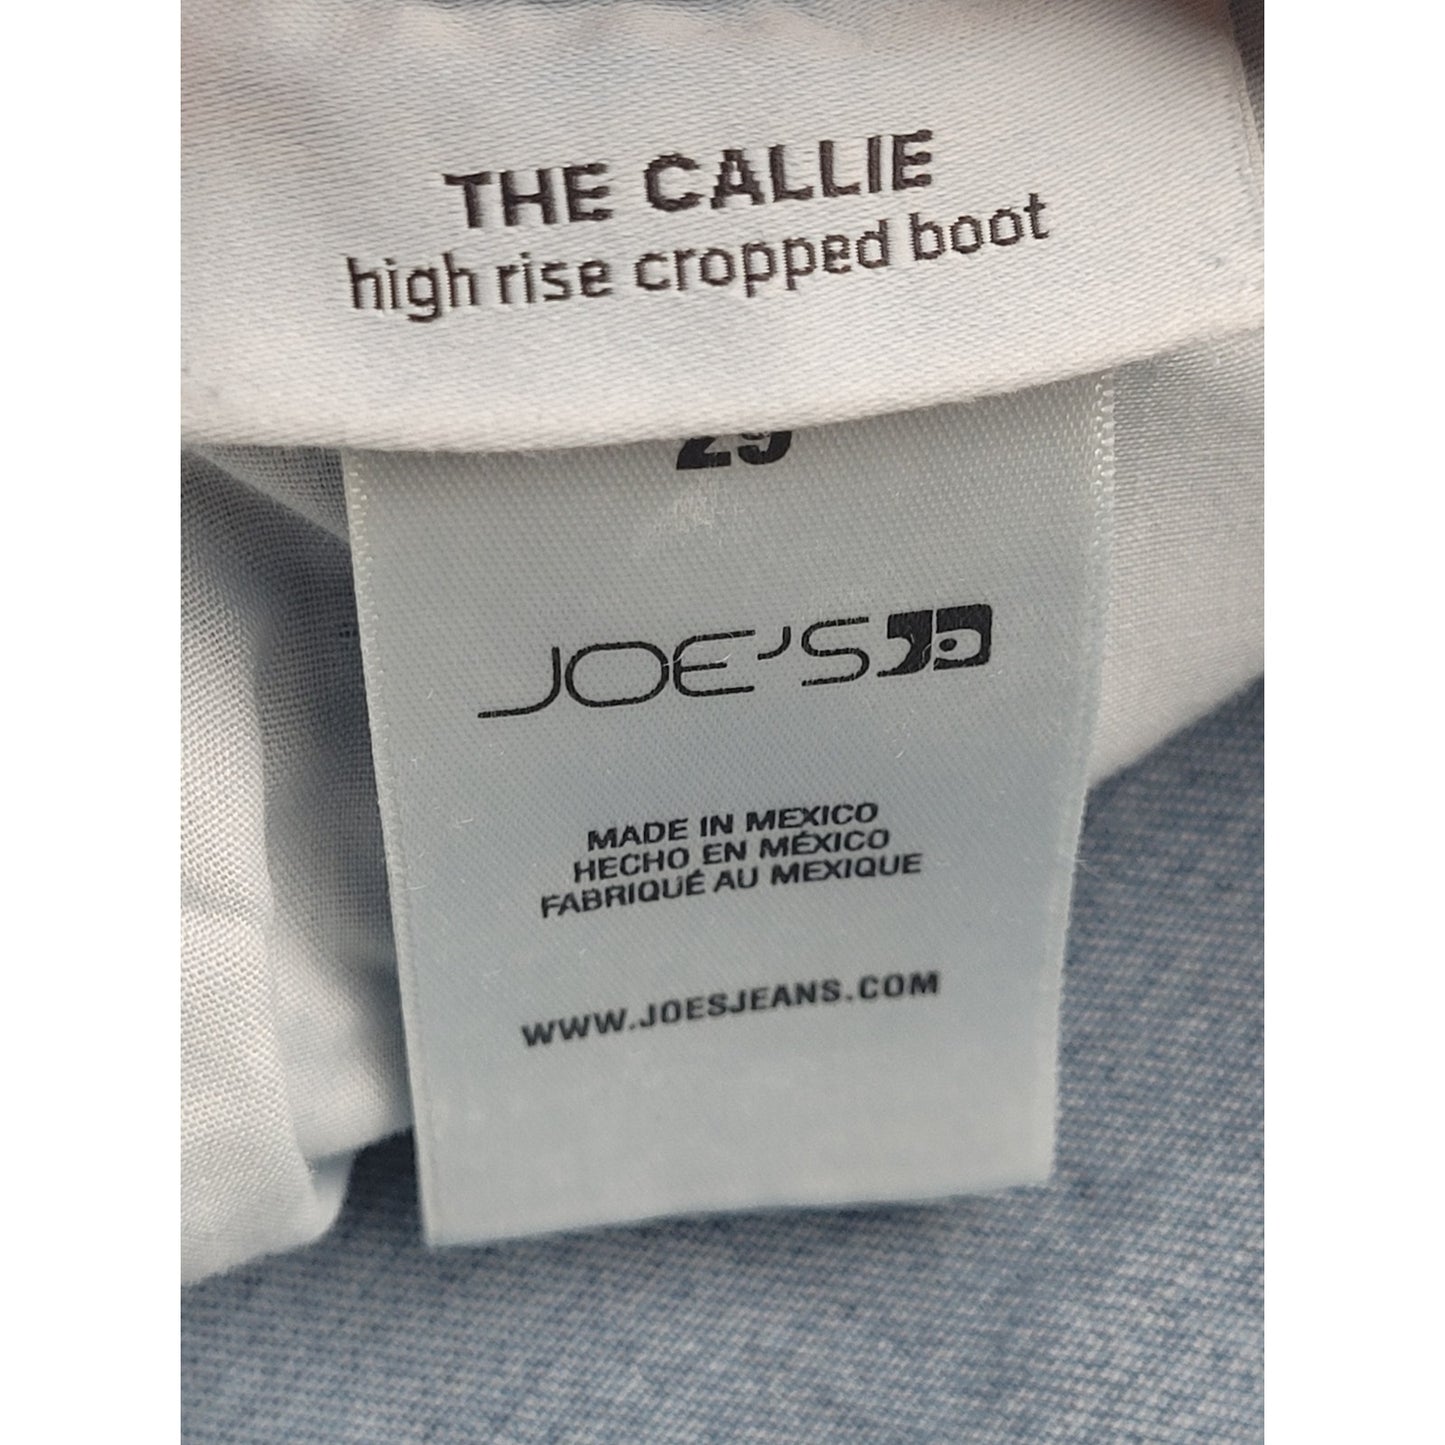 THE CALLIE
high rise cropped boot
29
JOE'S
MADE IN MEXICO
HECHO EN MÉXICO
FABRIQUÉ AU MEXIQUE
WWW.JOESJEANS.COM